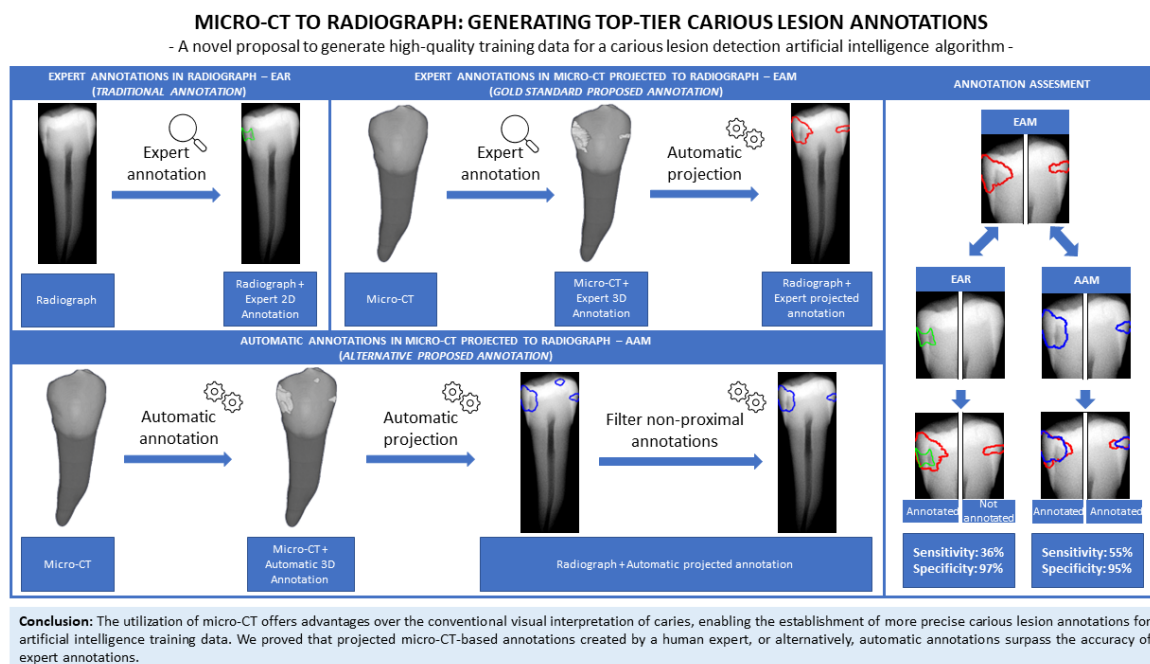 MICRO-CT TO RADIOGRAPH: GENERATING TOP-TIER CARIOUS LESION ANNOTATIONS
- A novel proposal to generate high-quality training data for a carious lesion detection artificial intelligence algorithm -
EXPERT ANNOTATIONS IN RADIOGRAPH – EAR
(TRADITIONAL ANNOTATION)
Expert
annotation
Radiograph
Radiograph +
Expert 2D
Annotation
EXPERT ANNOTATIONS IN MICRO-CT PROJECTED TO RADIOGRAPH – EAM
(GOLD STANDARD PROPOSED ANNOTATION)
Expert
annotation
Automatic
projection
Micro-CT
Micro-CT +
Expert 3D
Annotation
Radiograph +
Expert projected
annotation
AUTOMATIC ANNOTATIONS IN MICRO-CT PROJECTED TO RADIOGRAPH – AAM
(ALTERNATIVE PROPOSED ANNOTATION)
Automatic
annotation
Automatic
projection
Filter non-proximal
annotations
Micro-CT
Micro-CT +
Automatic 3D
Annotation
Radiograph + Automatic projected annotation
ANNOTATION ASSESMENT
EAM
EAR
AAM
Annotated
Not
annotated
Annotated
Annotated
Sensitivity: 36%
Specificity: 97%
Sensitivity: 55%
Specificity: 95%
Conclusion: The utilization of micro-CT offers advantages over the conventional visual interpretation of caries, enabling the establishment of more precise carious lesion annotations for
artificial intelligence training data. We proved that projected micro-CT-based annotations created by a human expert, or alternatively, automatic annotations surpass the accuracy of
expert annotations.